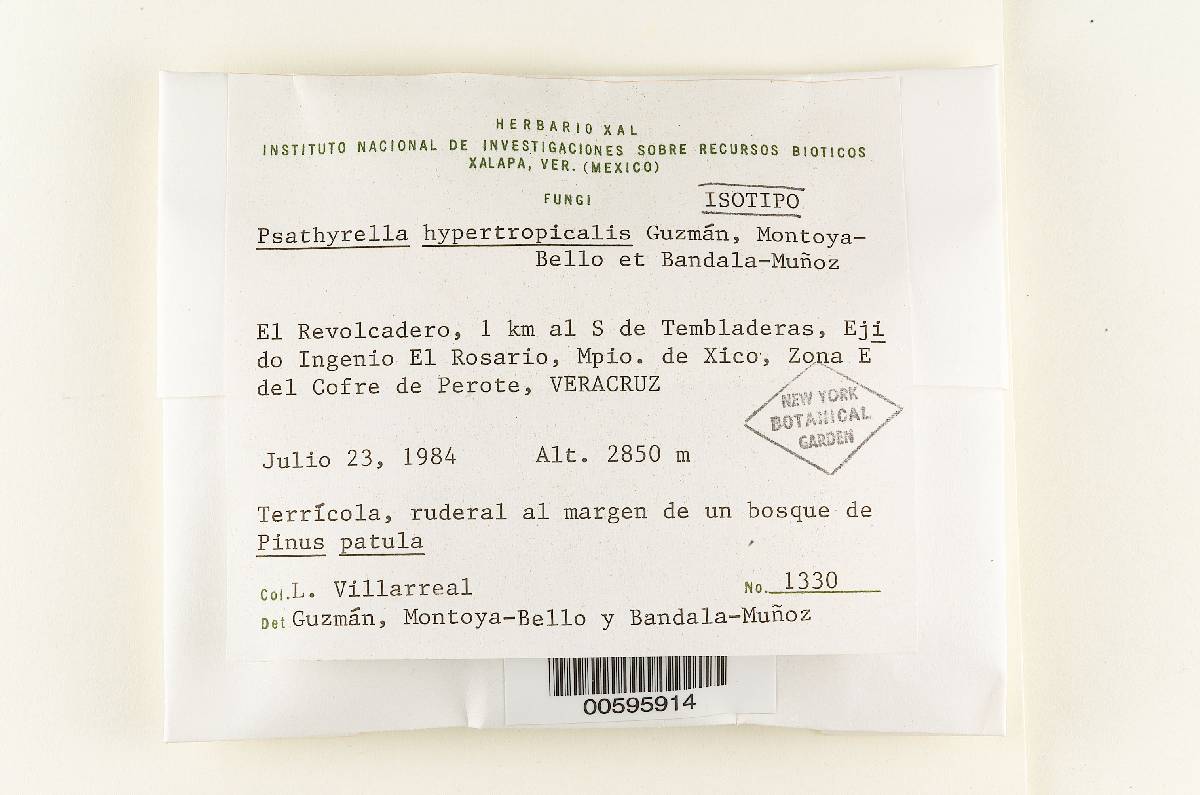 HERBARIO XAL
INSTITUTO NACIONAL DE INVESTIGACIONES SOBRE RECURSOS BIOTICOS
XALAPA, VER. (MEXICO)
FUNGI
ISOTIPO
Psathyrella hypertropicalis Guzmán, Montoya-
Bello et Bandala-Muñoz
El Revolcadero, 1 km al S de Tembladeras, Eji
do Ingenio El Rosario, Mpio. de Xico, Zona E
del Cofre de Perote, VERACRUZ
NEW YORK
BOTANICAL
GARDEN
Julio 23, 1984 Alt. 2850 m
Terrícola, ruderal al margen de un bosque de
Pinus patula
Col. L. Villarreal No. 1330
Det Guzmán, Montoya-Bello y Bandala-Muñoz
00595914